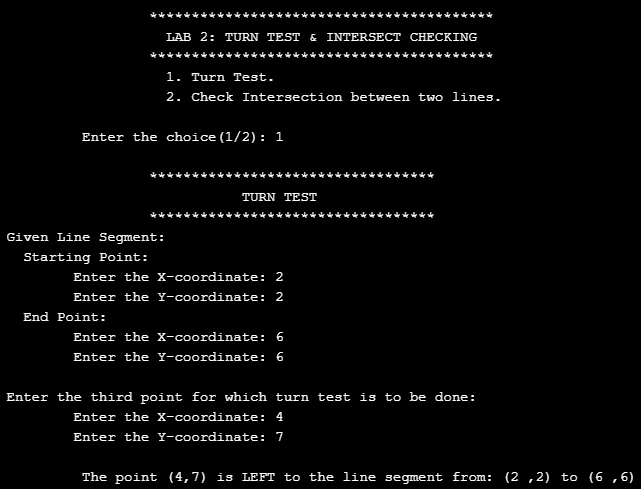 *****************************************
LAB 2: TURN TEST & INTERSECT CHECKING
*****************************************
1. Turn Test.
2. Check Intersection between two lines.
Enter the choice(1/2): 1
**********************************
TURN TEST
**********************************
Given Line Segment:
Starting Point:
Enter the X-coordinate: 2
Enter the Y-coordinate: 2
End Point:
Enter the X-coordinate: 6
Enter the Y-coordinate: 6
Enter the third point for which turn test is to be done:
Enter the X-coordinate: 4
Enter the Y-coordinate: 7
The point (4,7) is LEFT to the line segment from: (2 ,2) to (6 ,6)